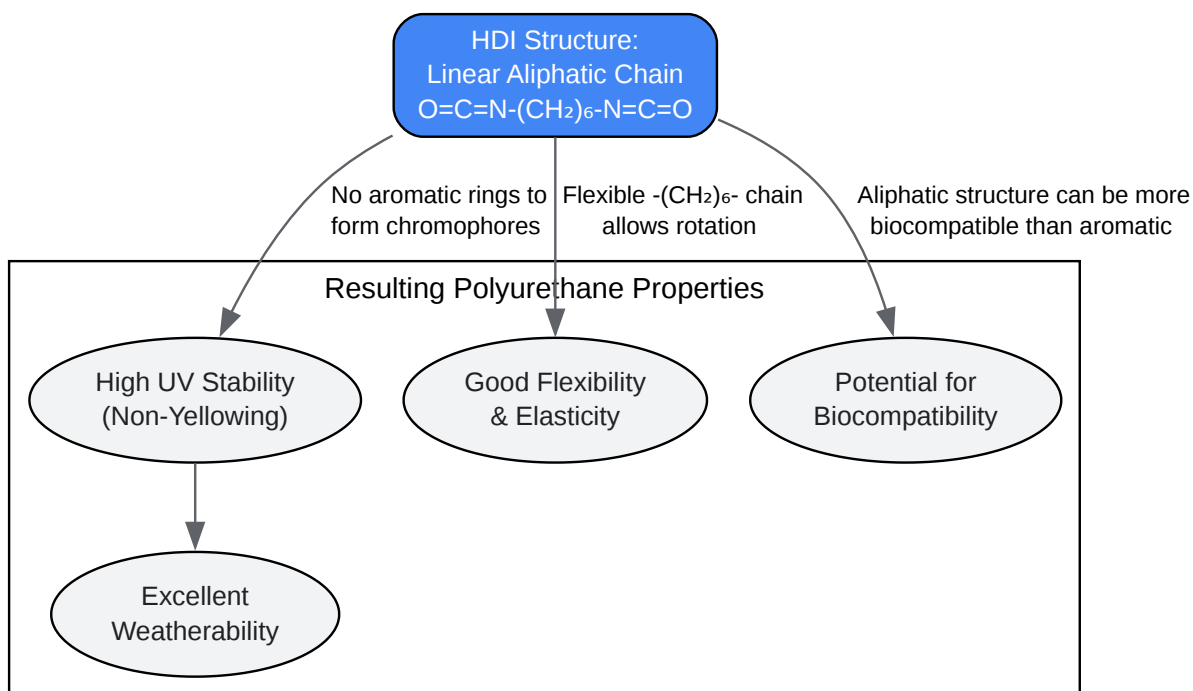 HDI Structure:
Linear Aliphatic Chain
O=C=N-(CH₂)₆-N=C=O
No aromatic rings to
form chromophores
Flexible -(CH₂)₆- chain
allows rotation
Aliphatic structure can be more
biocompatible than aromatic
Resulting Polyurethane Properties
High UV Stability
(Non-Yellowing)
Good Flexibility
& Elasticity
Potential for
Biocompatibility
Excellent
Weatherability